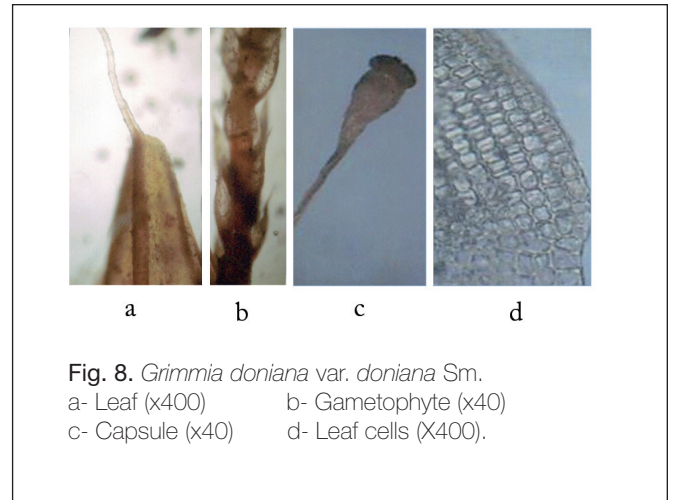 a b c d
Fig. 8. Grimmia doniana var. doniana Sm.
a- Leaf (x400) b- Gametophyte (x40)
c- Capsule (x40) d- Leaf cells (X400).